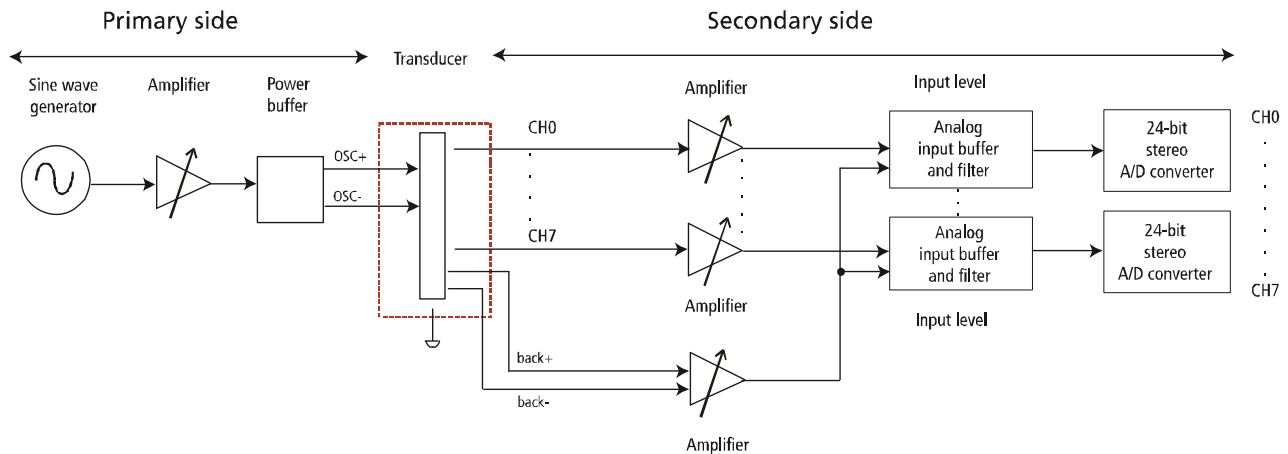 Primary side
Secondary side
Transducer
Sine wave
generator
Amplifier
Power
buffer
Amplifier
Input level
OSC+
OSC-
CH0
CH7
Analog
input buffer
and filter
24-bit
stereo
A/D converter
CH0
Analog
input buffer
and filter
24-bit
stereo
A/D converter
CH7
Amplifier
Input level
back+
back-
Amplifier